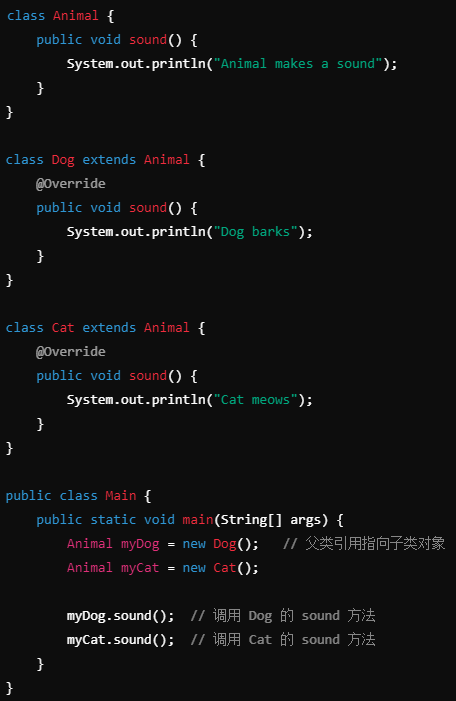 class Animal {
    public void sound() {
        System.out.println("Animal makes a sound");
    }
}

class Dog extends Animal {
    @Override
    public void sound() {
        System.out.println("Dog barks");
    }
}

class Cat extends Animal {
    @Override
    public void sound() {
        System.out.println("Cat meows");
    }
}

public class Main {
    public static void main(String[] args) {
        Animal myDog = new Dog();   // 父类引用指向子类对象
        Animal myCat = new Cat();

        myDog.sound();  // 调用 Dog 的 sound 方法
        myCat.sound();  // 调用 Cat 的 sound 方法
    }
}